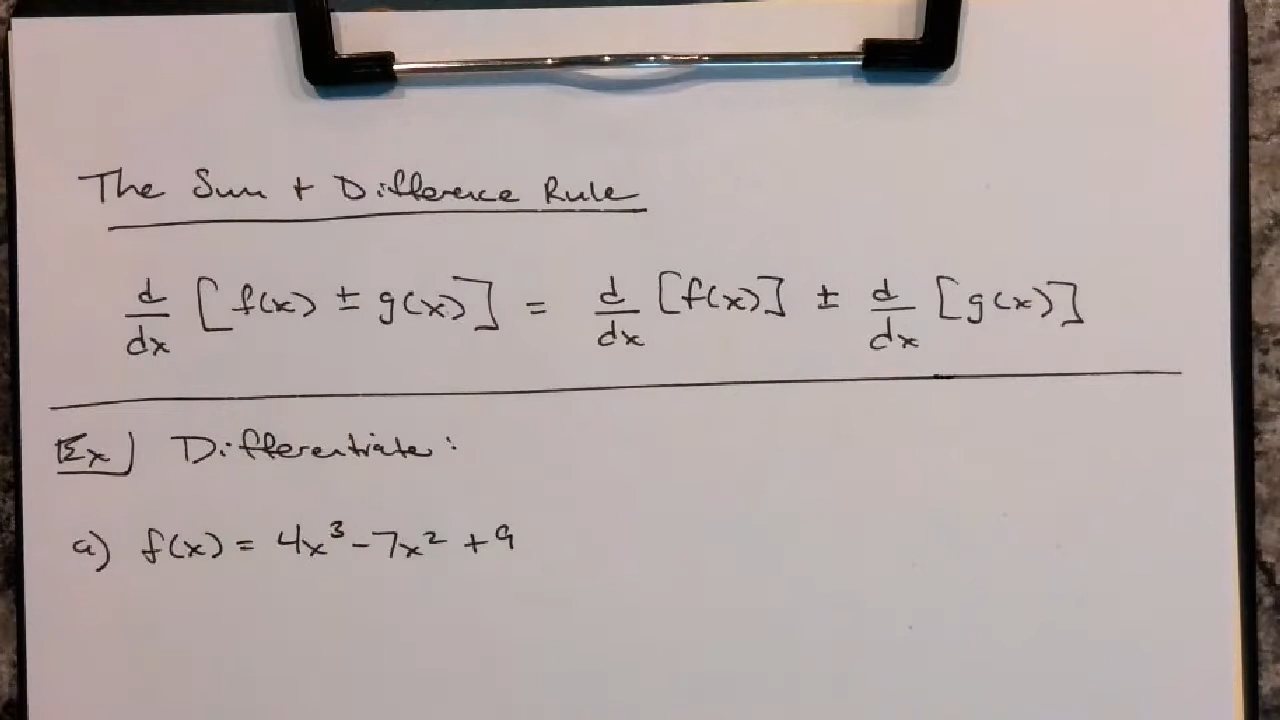 The Sum + Difference Rule
d/dx [f(x) ± g(x)] = d/dx [f(x)] ± d/dx [g(x)]
Ex) Differentiate:
a) f(x) = 4x³ - 7x² + 9